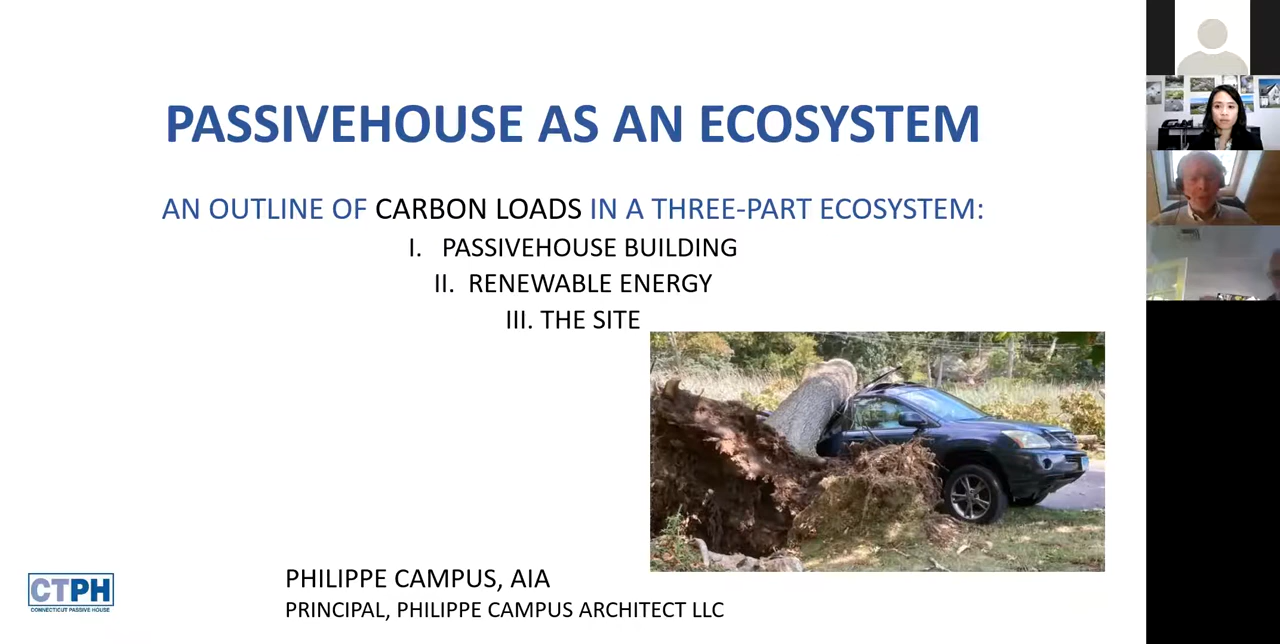 PASSIVEHOUSE AS AN ECOSYSTEM
AN OUTLINE OF CARBON LOADS IN A THREE-PART ECOSYSTEM:
I. PASSIVEHOUSE BUILDING
II. RENEWABLE ENERGY
III. THE SITE
PHILIPPE CAMPUS, AIA
PRINCIPAL, PHILIPPE CAMPUS ARCHITECT LLC
CTPH
CONNECTICUT PASSIVE HOUSE